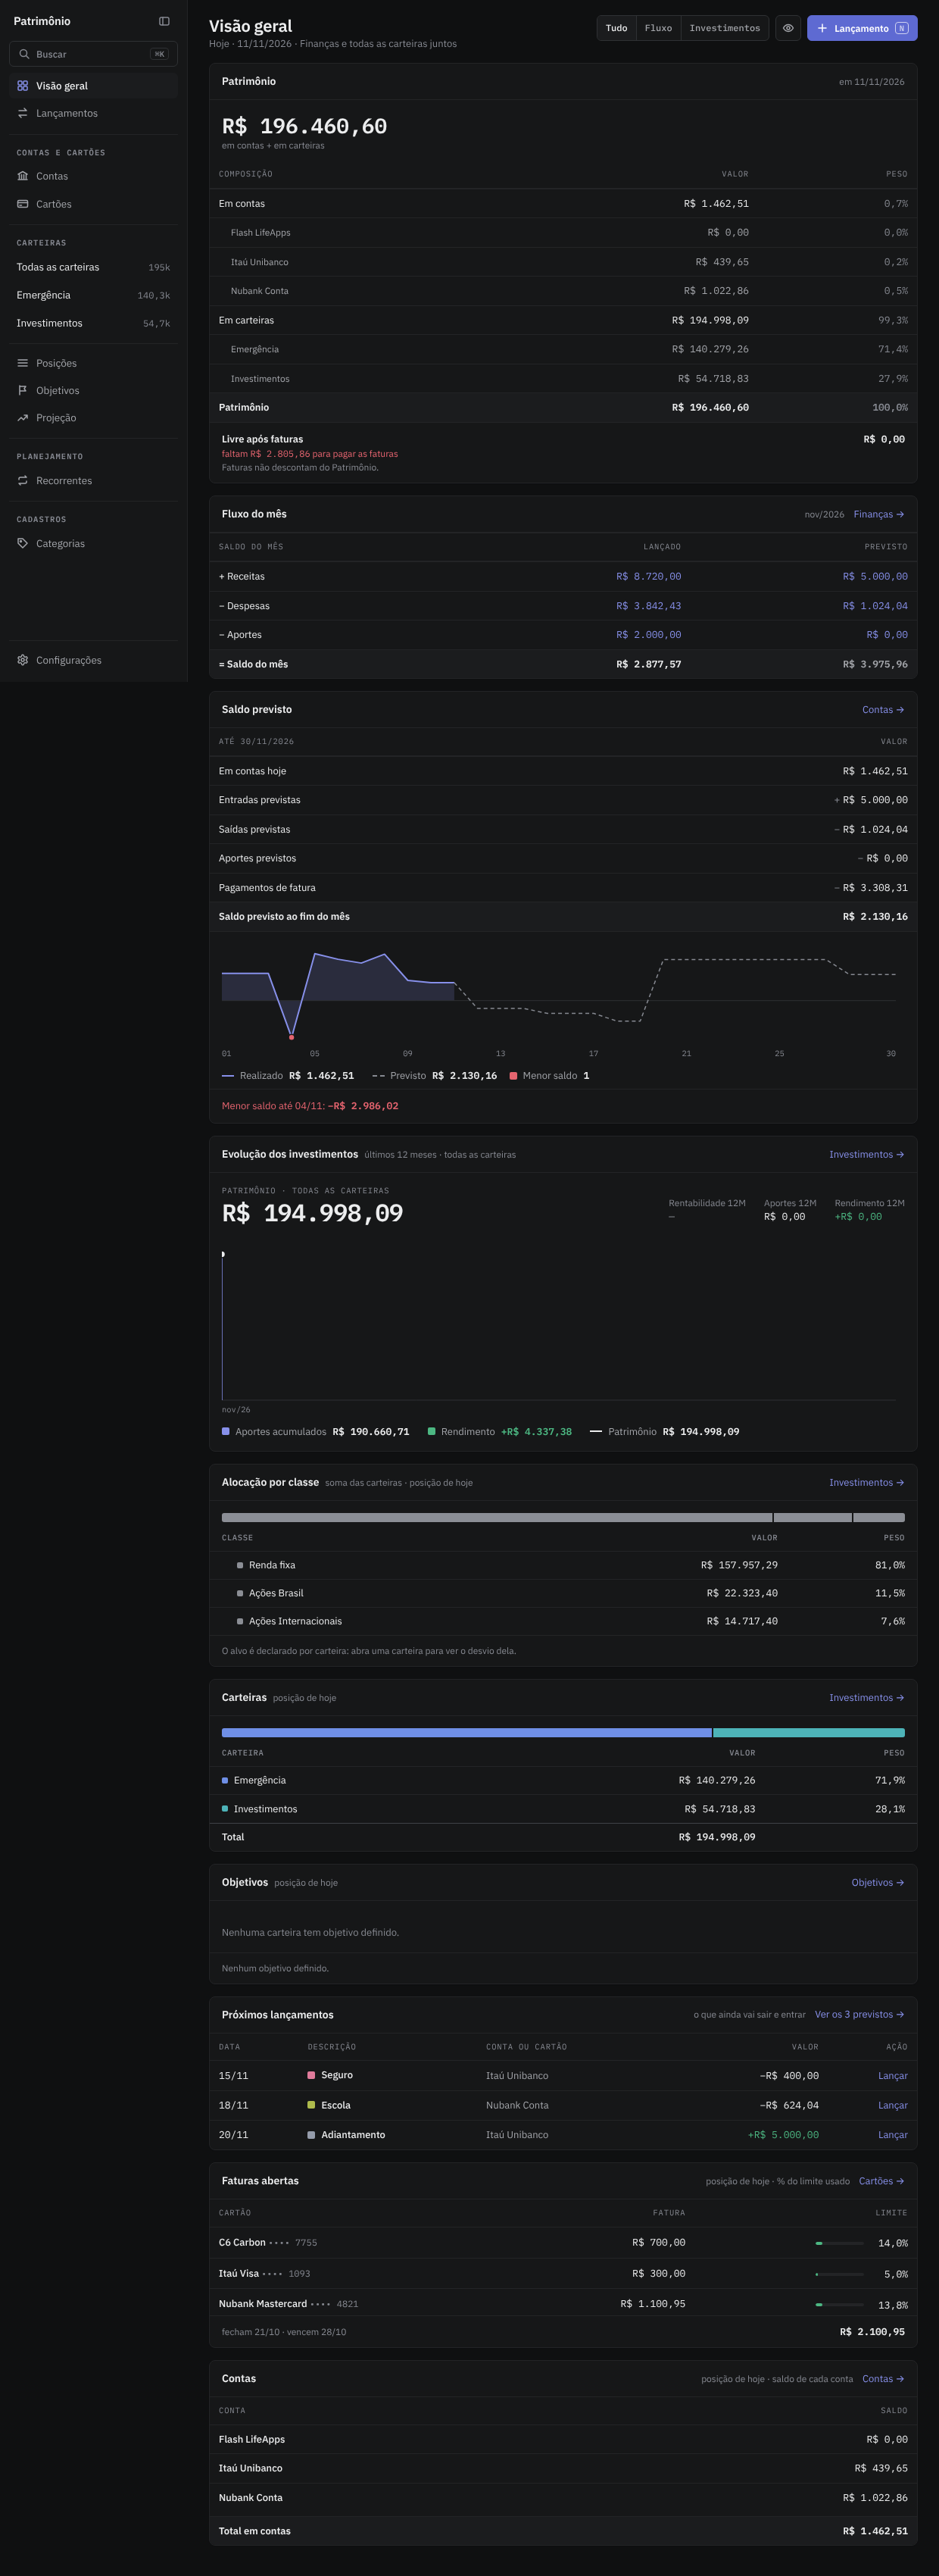 Patrimônio
Buscar ⌘K
Visão geral
Lançamentos
CONTAS E CARTÕES
Contas
Cartões
CARTEIRAS
Todas as carteiras 195k
Emergência 140,3k
Investimentos 54,7k
Posições
Objetivos
Projeção
PLANEJAMENTO
Recorrentes
CADASTROS
Categorias
Configurações
Visão geral
Hoje · 11/11/2026 · Finanças e todas as carteiras juntos
Tudo Fluxo Investimentos
Lançamento N
Patrimônio em 11/11/2026
R$ 196.460,60
em contas + em carteiras
COMPOSIÇÃO VALOR PESO
Em contas R$ 1.462,51 0,7%
Flash LifeApps R$ 0,00 0,0%
Itaú Unibanco R$ 439,65 0,2%
Nubank Conta R$ 1.022,86 0,5%
Em carteiras R$ 194.998,09 99,3%
Emergência R$ 140.279,26 71,4%
Investimentos R$ 54.718,83 27,9%
Patrimônio R$ 196.460,60 100,0%
Livre após faturas R$ 0,00
faltam R$ 2.805,86 para pagar as faturas
Faturas não descontam do Patrimônio.
Fluxo do mês nov/2026 Finanças →
SALDO DO MÊS LANÇADO PREVISTO
+ Receitas R$ 8.720,00 R$ 5.000,00
− Despesas R$ 3.842,43 R$ 1.024,04
− Aportes R$ 2.000,00 R$ 0,00
= Saldo do mês R$ 2.877,57 R$ 3.975,96
Saldo previsto Contas →
ATÉ 30/11/2026 VALOR
Em contas hoje R$ 1.462,51
Entradas previstas + R$ 5.000,00
Saídas previstas − R$ 1.024,04
Aportes previstos − R$ 0,00
Pagamentos de fatura − R$ 3.308,31
Saldo previsto ao fim do mês R$ 2.130,16
01 05 09 13 17 21 25 30
Realizado R$ 1.462,51 Previsto R$ 2.130,16 Menor saldo 1
Menor saldo até 04/11: −R$ 2.986,02
Evolução dos investimentos últimos 12 meses · todas as carteiras Investimentos →
PATRIMÔNIO · TODAS AS CARTEIRAS
R$ 194.998,09
Rentabilidade 12M Aportes 12M Rendimento 12M
— R$ 0,00 +R$ 0,00
nov/26
Aportes acumulados R$ 190.660,71 Rendimento +R$ 4.337,38 Patrimônio R$ 194.998,09
Alocação por classe soma das carteiras · posição de hoje Investimentos →
CLASSE VALOR PESO
Renda fixa R$ 157.957,29 81,0%
Ações Brasil R$ 22.323,40 11,5%
Ações Internacionais R$ 14.717,40 7,6%
O alvo é declarado por carteira: abra uma carteira para ver o desvio dela.
Carteiras posição de hoje Investimentos →
CARTEIRA VALOR PESO
Emergência R$ 140.279,26 71,9%
Investimentos R$ 54.718,83 28,1%
Total R$ 194.998,09
Objetivos posição de hoje Objetivos →
Nenhuma carteira tem objetivo definido.
Nenhum objetivo definido.
Próximos lançamentos o que ainda vai sair e entrar Ver os 3 previstos →
DATA DESCRIÇÃO CONTA OU CARTÃO VALOR AÇÃO
15/11 Seguro Itaú Unibanco −R$ 400,00 Lançar
18/11 Escola Nubank Conta −R$ 624,04 Lançar
20/11 Adiantamento Itaú Unibanco +R$ 5.000,00 Lançar
Faturas abertas posição de hoje · % do limite usado Cartões →
CARTÃO FATURA LIMITE
C6 Carbon •••• 7755 R$ 700,00 14,0%
Itaú Visa •••• 1093 R$ 300,00 5,0%
Nubank Mastercard •••• 4821 R$ 1.100,95 13,8%
fecham 21/10 · vencem 28/10 R$ 2.100,95
Contas posição de hoje · saldo de cada conta Contas →
CONTA SALDO
Flash LifeApps R$ 0,00
Itaú Unibanco R$ 439,65
Nubank Conta R$ 1.022,86
Total em contas R$ 1.462,51